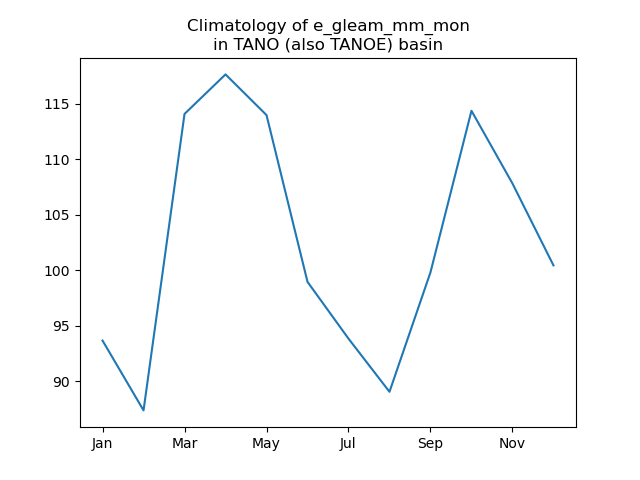 Climatology of e_gleam_mm_mon
in TANO (also TANOE) basin
115
110
105
100
95
90
Jan Mar May Jul Sep Nov